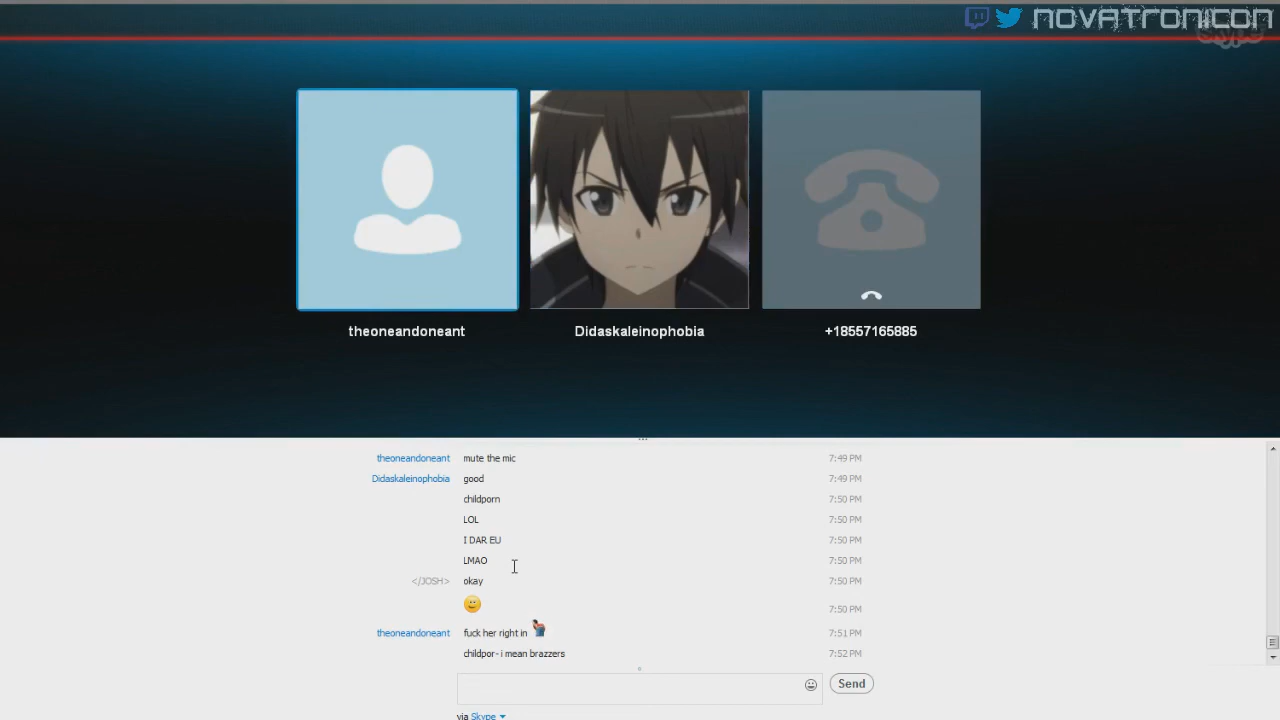 NOVATRONICON
skype
theoneandoneant
Didaskaleinophobia
+18557165885
theoneandoneant mute the mic 7:49 PM
Didaskaleinophobia good 7:49 PM
childporn 7:50 PM
LOL 7:50 PM
I DAR EU 7:50 PM
LMAO 7:50 PM
</JOSH> okay 7:50 PM
7:50 PM
theoneandoneant fuck her right in 7:51 PM
childpor- i mean brazzers 7:52 PM
Send
via Skype